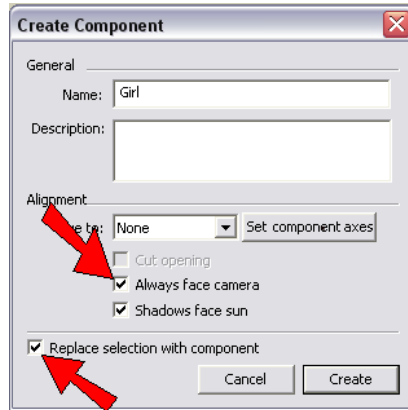 Create Component
General
Name: Girl
Description:
Alignment
to: None Set component axes
Cut opening
Always face camera
Shadows face sun
Replace selection with component
Cancel Create